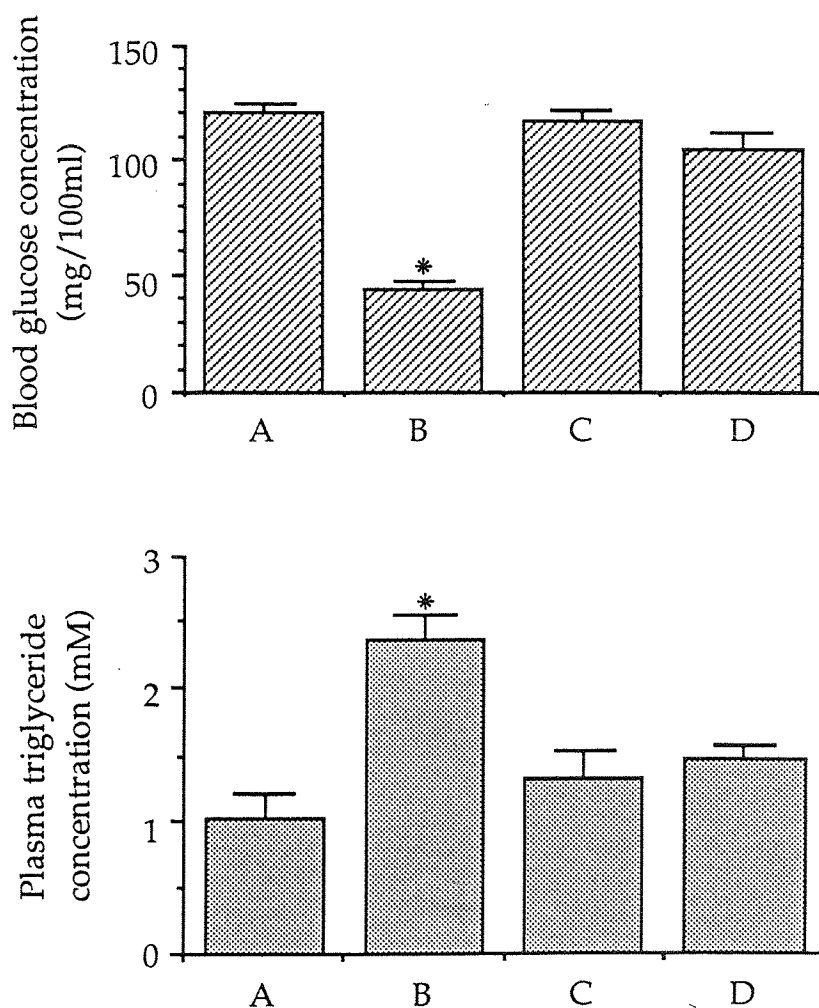 Blood glucose concentration
(mg/100ml)
150
100
50
0
*
A B C D
Plasma triglyceride
concentration (mM)
3
2
1
0
*
A B C D